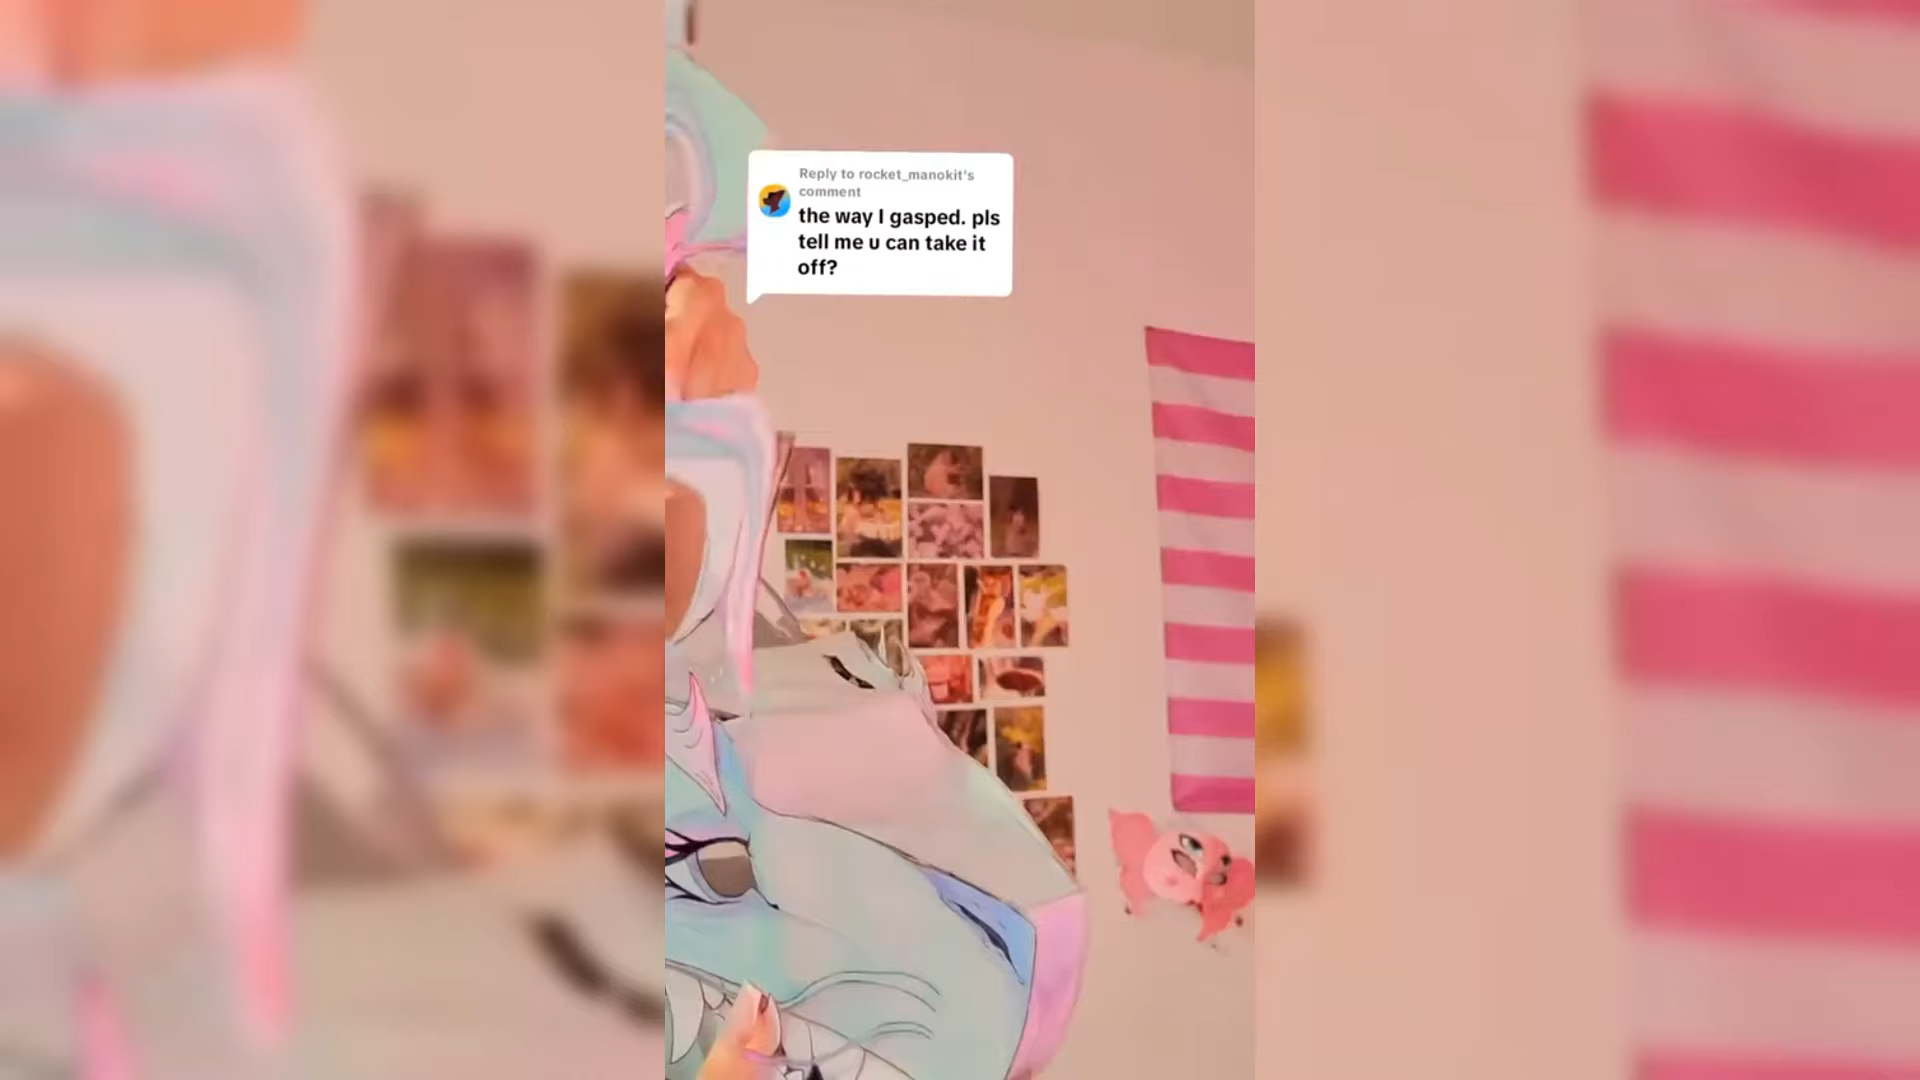 Reply to rocket_manokit's
comment
the way I gasped. pls
tell me u can take it
off?